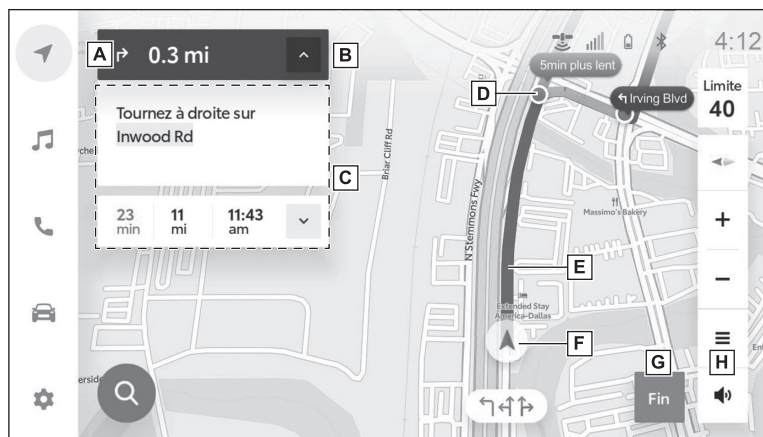 A
0.3 mi
B
Tournez à droite sur
Inwood Rd
C
23
min
11
mi
11:43
am
5min plus lent
D
Irving Blvd
4:12
Limite
40
Briar Cliff Rd
N Stemmons Fwy
Massimo's Bakery
E
Extended Stay
America-Dallas
F
G
H
Fin